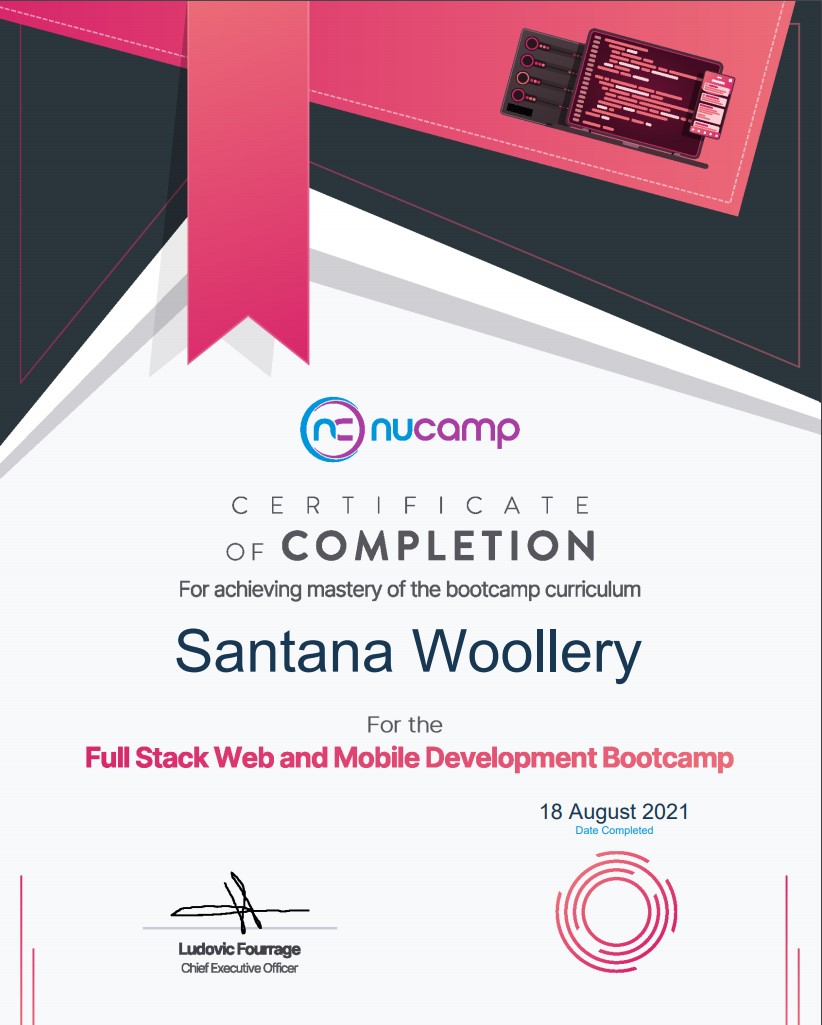 nc nucamp
CERTIFICATE
OF COMPLETION
For achieving mastery of the bootcamp curriculum
Santana Woollery
For the
Full Stack Web and Mobile Development Bootcamp
18 August 2021
Date Completed
Ludovic Fourrage
Chief Executive Officer